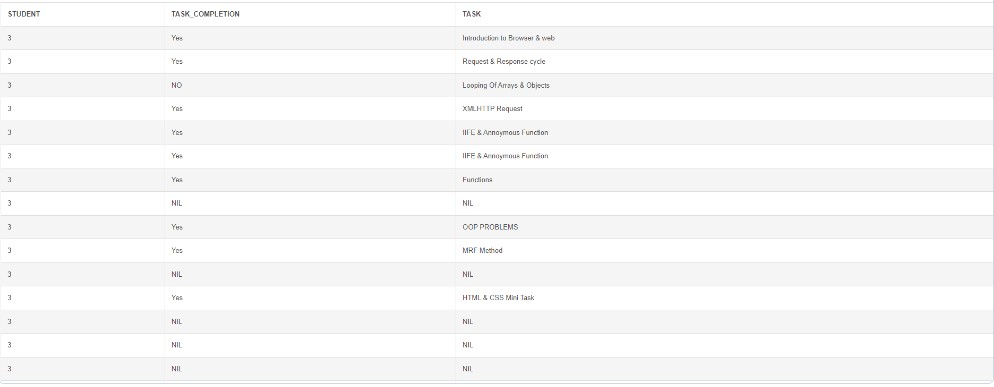 STUDENT TASK_COMPLETION TASK
3 Yes Introduction to Browser & web
3 Yes Request & Response cycle
3 NO Looping Of Arrays & Objects
3 Yes XMLHTTP Request
3 Yes IIFE & Annoymous Function
3 Yes IIFE & Annoymous Function
3 Yes Functions
3 NIL NIL
3 Yes OOP PROBLEMS
3 Yes MRF Method
3 NIL NIL
3 Yes HTML & CSS Mini Task
3 NIL NIL
3 NIL NIL
3 NIL NIL